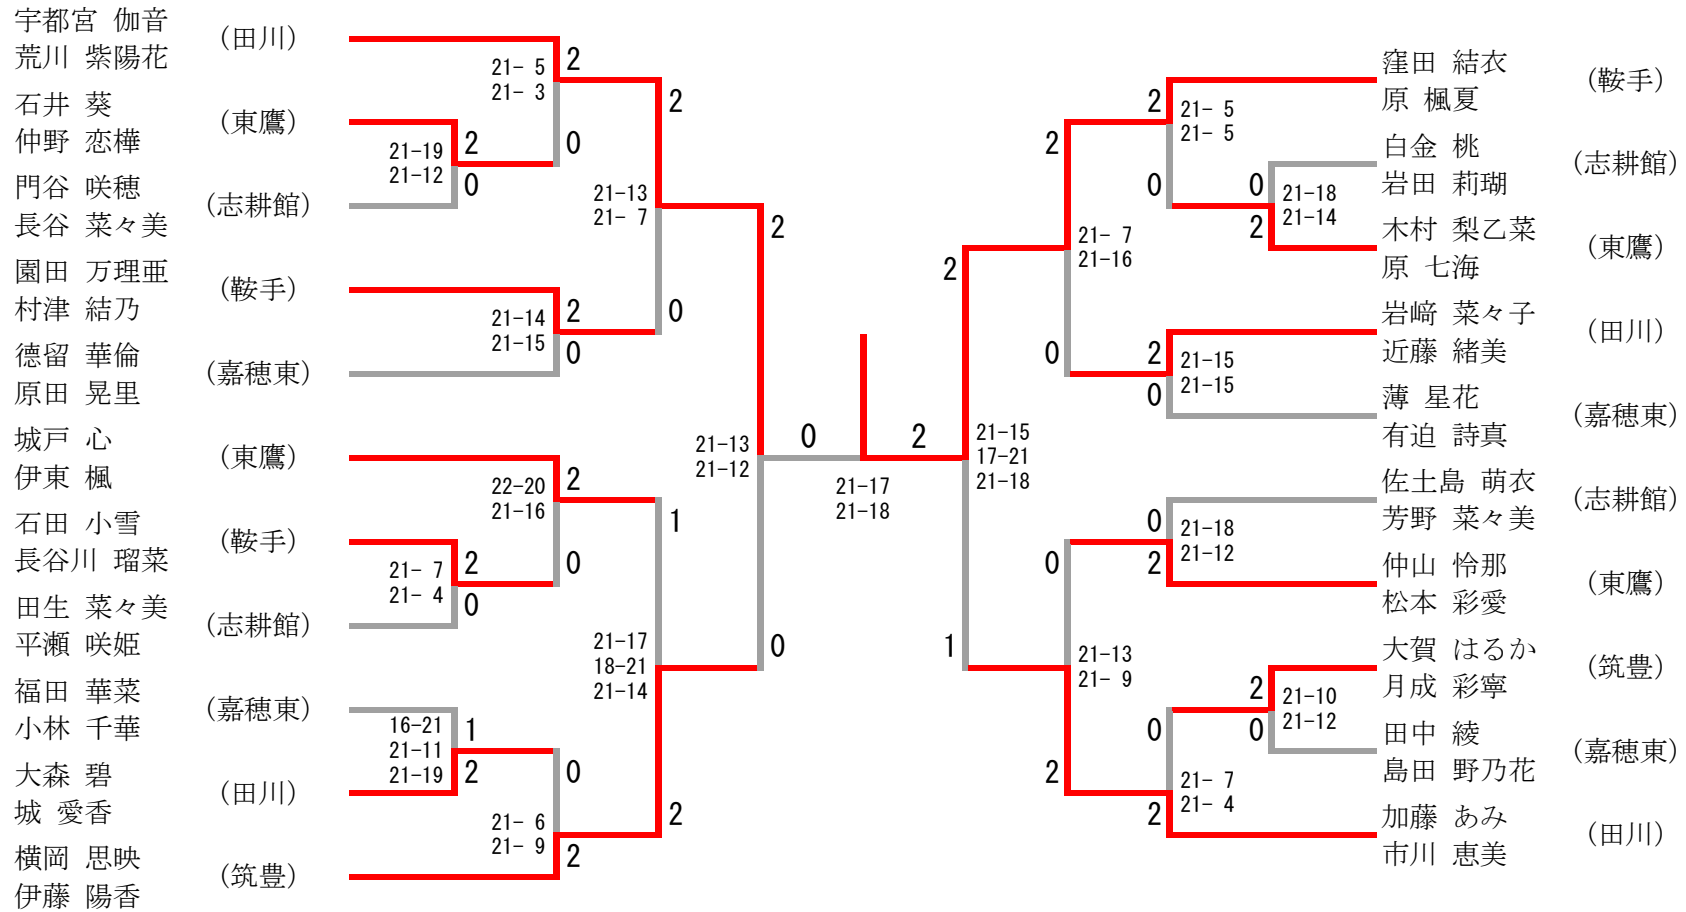 宇都宮 伽音
荒川 紫陽花
(田川)
石井 葵
仲野 恋樺
(東鷹)
門谷 咲穂
長谷 菜々美
(志耕館)
園田 万理亜
村津 結乃
(鞍手)
德留 華倫
原田 晃里
(嘉穂東)
城戸 心
伊東 楓
(東鷹)
石田 小雪
長谷川 瑠菜
(鞍手)
田生 菜々美
平瀬 咲姫
(志耕館)
福田 華菜
小林 千華
(嘉穂東)
大森 碧
城 愛香
(田川)
横岡 思映
伊藤 陽香
(筑豊)
21-19
21-12
2
0
21- 7
21- 4
2
0
16-21
21-11
21-19
1
2
21- 5
21- 3
2
0
21-14
21-15
2
0
22-20
21-16
2
0
21- 6
21- 9
0
2
21-13
21- 7
2
0
21-17
18-21
21-14
1
2
21-13
21-12
2
0
0
2
21-17
21-18
2
1
21-15
17-21
21-18
2
0
21- 7
21-16
0
2
21-13
21- 9
2
0
21- 5
21- 5
2
0
21-15
21-15
0
2
21-18
21-12
0
2
21- 7
21- 4
0
2
21-18
21-14
2
0
21-10
21-12
窪田 結衣
原 楓夏
(鞍手)
白金 桃
岩田 莉瑚
(志耕館)
木村 梨乙菜
原 七海
(東鷹)
岩﨑 菜々子
近藤 緒美
(田川)
薄 星花
有迫 詩真
(嘉穂東)
佐土島 萌衣
芳野 菜々美
(志耕館)
仲山 怜那
松本 彩愛
(東鷹)
大賀 はるか
月成 彩寧
(筑豊)
田中 綾
島田 野乃花
(嘉穂東)
加藤 あみ
市川 恵美
(田川)